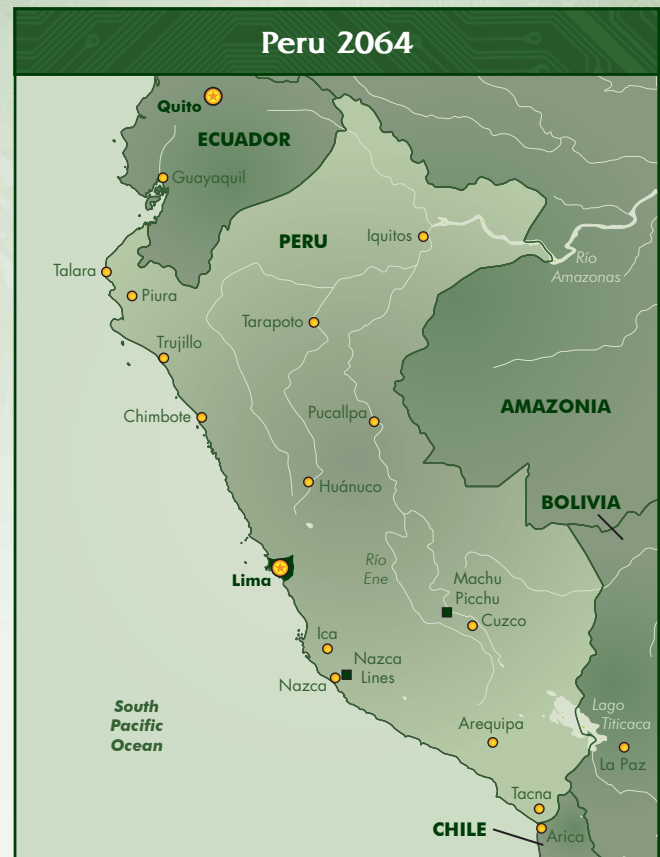 Peru 2064
Quito
ECUADOR
Guayaquil
PERU
Iquitos
Río
Amazonas
Talara
Piura
Tarapoto
Trujillo
AMAZONIA
Chimbote
Pucallpa
Huánuco
BOLIVIA
Lima
Río
Ene
Machu
Picchu
Cuzco
Ica
Nazca
Lines
Nazca
South
Pacific
Ocean
Lago
Titicaca
Arequipa
La Paz
Tacna
CHILE
Arica